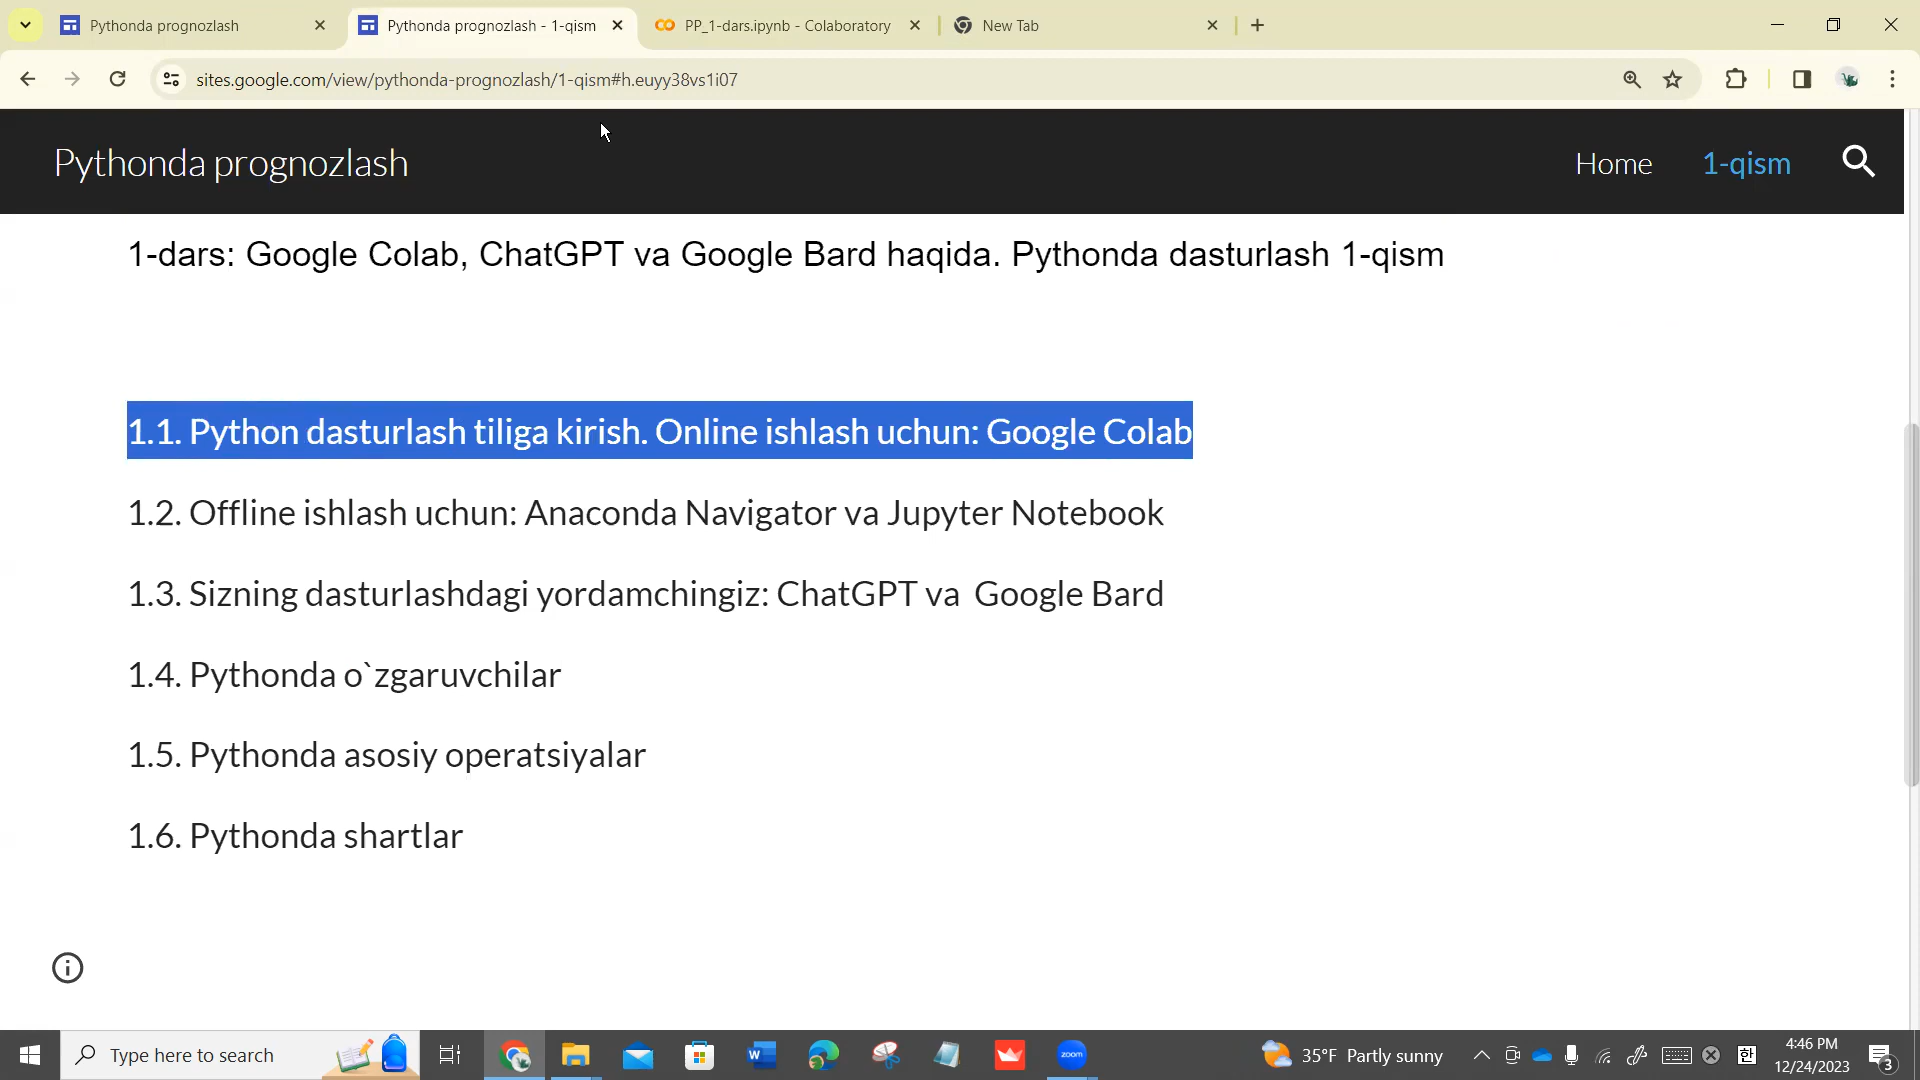 Pythonda prognozlash
Pythonda prognozlash - 1-qism
PP_1-dars.ipynb - Colaboratory
New Tab
sites.google.com/view/pythonda-prognozlash/1-qism#h.euyy38vs1i07
Pythonda prognozlash
Home
1-qism
1-dars: Google Colab, ChatGPT va Google Bard haqida. Pythonda dasturlash 1-qism
1.1. Python dasturlash tiliga kirish. Online ishlash uchun: Google Colab
1.2. Offline ishlash uchun: Anaconda Navigator va Jupyter Notebook
1.3. Sizning dasturlashdagi yordamchingiz: ChatGPT va  Google Bard
1.4. Pythonda o`zgaruvchilar
1.5. Pythonda asosiy operatsiyalar
1.6. Pythonda shartlar
Type here to search
zoom
35°F Partly sunny
한
4:46 PM
12/24/2023
3